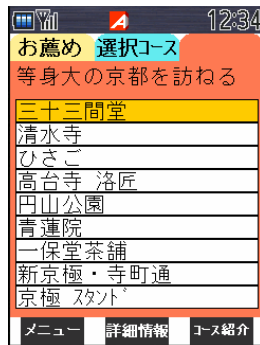 12:34
お薦め 選択ｺｰｽ
等身大の京都を訪ねる
三十三間堂
清水寺
ひさご
高台寺 洛匠
円山公園
青蓮院
一保堂茶舗
新京極・寺町通
京極 ｽﾀﾝﾄﾞ
メニュー 詳細情報 ｺｰｽ紹介